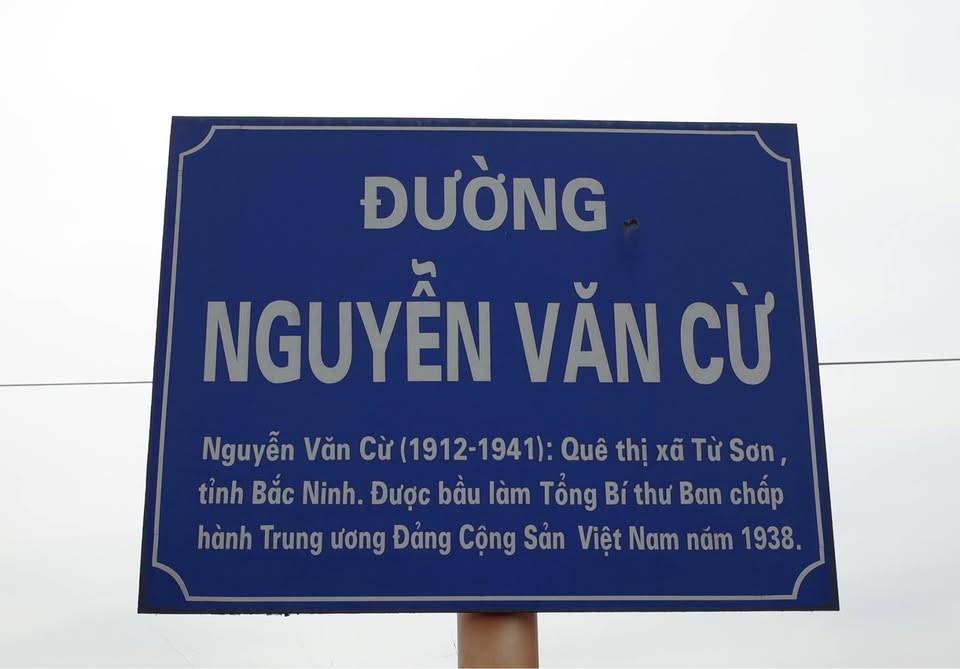 ĐƯỜNG
NGUYỄN VĂN CỪ
Nguyễn Văn Cừ (1912-1941): Quê thị xã Từ Sơn ,
tỉnh Bắc Ninh. Được bầu làm Tổng Bí thư Ban chấp
hành Trung ương Đảng Cộng Sản Việt Nam năm 1938.